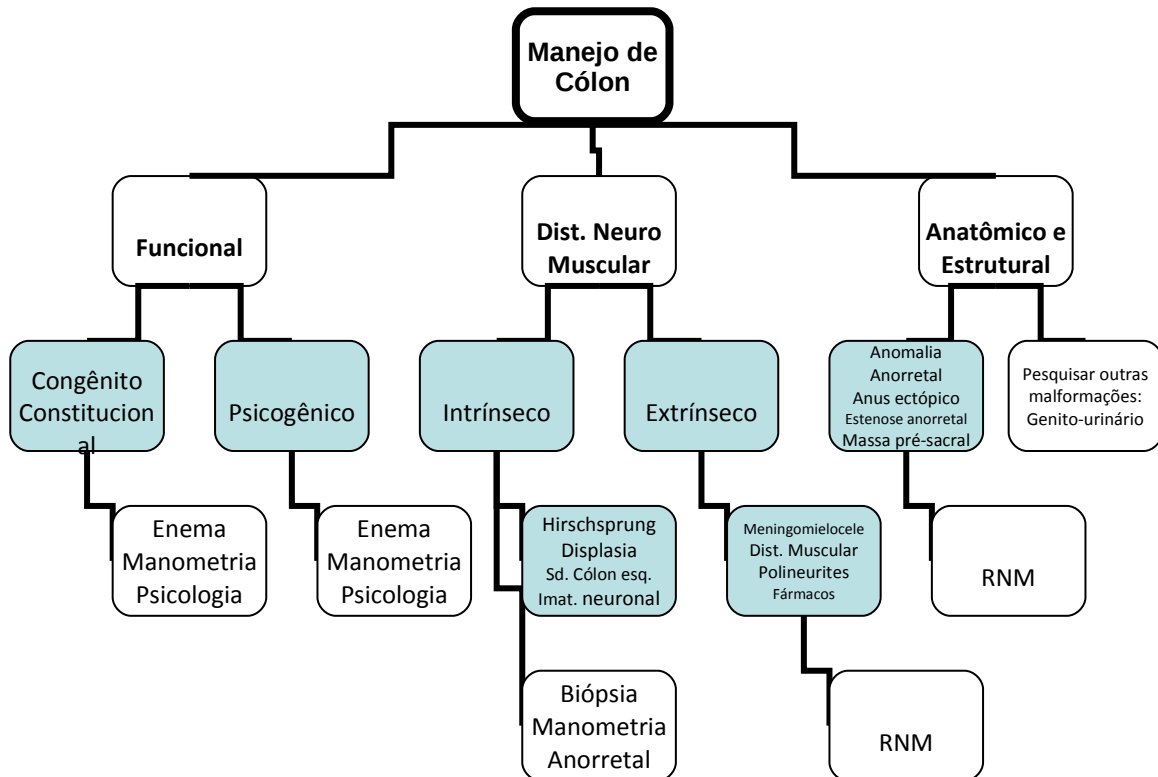 Manejo de
Cólon
Funcional
Dist. Neuro
Muscular
Anatômico e
Estrutural
Congênito
Constitucion
al
Psicogênico
Intrínseco
Extrínseco
Anomalia
Anorretal
Anus ectópico
Estenose anorretal
Massa pré-sacral
Pesquisar outras
malformações:
Genito-urinário
Enema
Manometria
Psicologia
Enema
Manometria
Psicologia
Hirschsprung
Displasia
Sd. Cólon esq.
Imat. neuronal
Meningomielocele
Dist. Muscular
Polineurites
Fármacos
RNM
Biópsia
Manometria
Anorretal
RNM